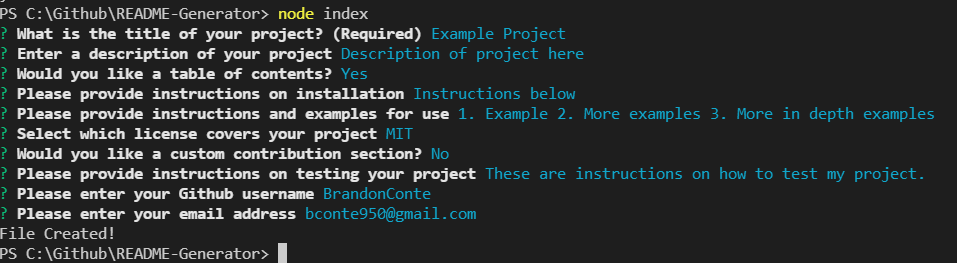 PS C:\Github\README-Generator> node index
? What is the title of your project? (Required) Example Project
? Enter a description of your project Description of project here
? Would you like a table of contents? Yes
? Please provide instructions on installation Instructions below
? Please provide instructions and examples for use 1. Example 2. More examples 3. More in depth examples
? Select which license covers your project MIT
? Would you like a custom contribution section? No
? Please provide instructions on testing your project These are instructions on how to test my project.
? Please enter your Github username BrandonConte
? Please enter your email address bconte950@gmail.com
File Created!
PS C:\Github\README-Generator>